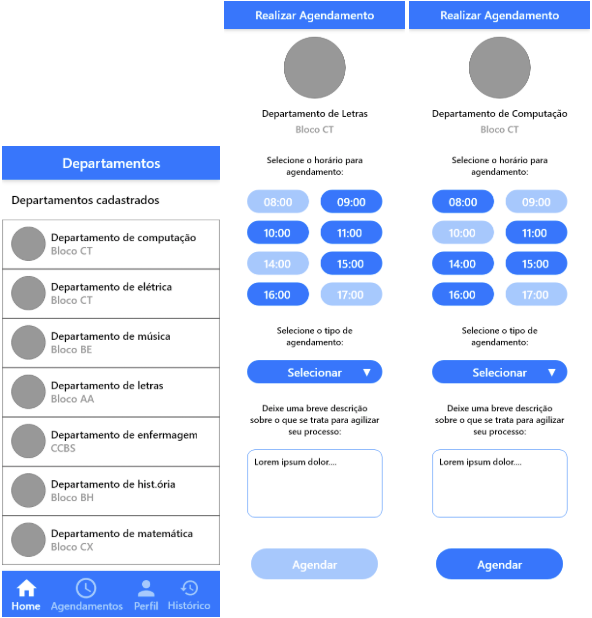 Departamentos
Departamentos cadastrados
Departamento de computação
Bloco CT
Departamento de elétrica
Bloco CT
Departamento de música
Bloco BE
Departamento de letras
Bloco AA
Departamento de enfermagem
CCBS
Departamento de hist.ória
Bloco BH
Departamento de matemática
Bloco CX
Home Agendamentos Perfil Histórico
Realizar Agendamento
Departamento de Letras
Bloco CT
Selecione o horário para
agendamento:
08:00 09:00
10:00 11:00
14:00 15:00
16:00 17:00
Selecione o tipo de
agendamento:
Selecionar
Deixe uma breve descrição
sobre o que se trata para agilizar
seu processo:
Lorem ipsum dolor....
Agendar
Realizar Agendamento
Departamento de Computação
Bloco CT
Selecione o horário para
agendamento:
08:00 09:00
10:00 11:00
14:00 15:00
16:00 17:00
Selecione o tipo de
agendamento:
Selecionar
Deixe uma breve descrição
sobre o que se trata para agilizar
seu processo:
Lorem ipsum dolor....
Agendar